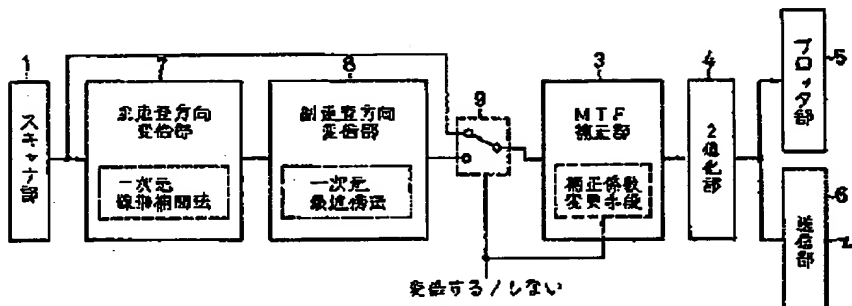 1
スキャナ部
7
主走査方向
変倍部
一次元
線形補間法
8
副走査方向
変倍部
一次元
最近傍法
9
変倍する/しない
3
MTF
補正部
補正係数
変更手段
4
2値化部
5
プロッタ部
6
送信部